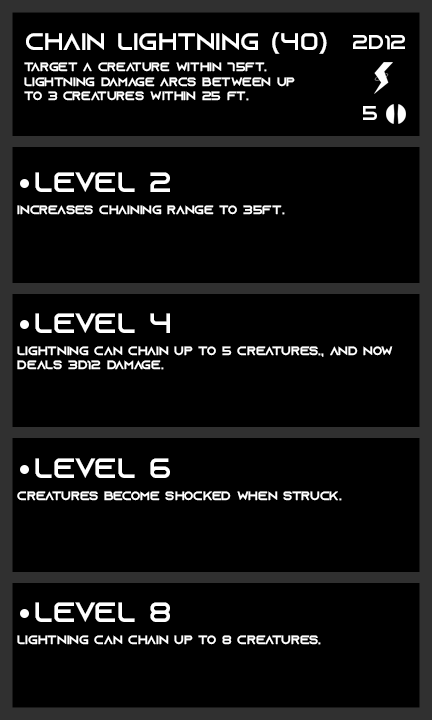 CHAIN LIGHTNING (40) 2D12
TARGET A CREATURE WITHIN 75FT.
LIGHTNING DAMAGE ARCS BETWEEN UP
TO 3 CREATURES WITHIN 25 FT.
5
•LEVEL 2
INCREASES CHAINING RANGE TO 35FT.
•LEVEL 4
LIGHTNING CAN CHAIN UP TO 5 CREATURES., AND NOW
DEALS 3D12 DAMAGE.
•LEVEL 6
CREATURES BECOME SHOCKED WHEN STRUCK.
•LEVEL 8
LIGHTNING CAN CHAIN UP TO 8 CREATURES.